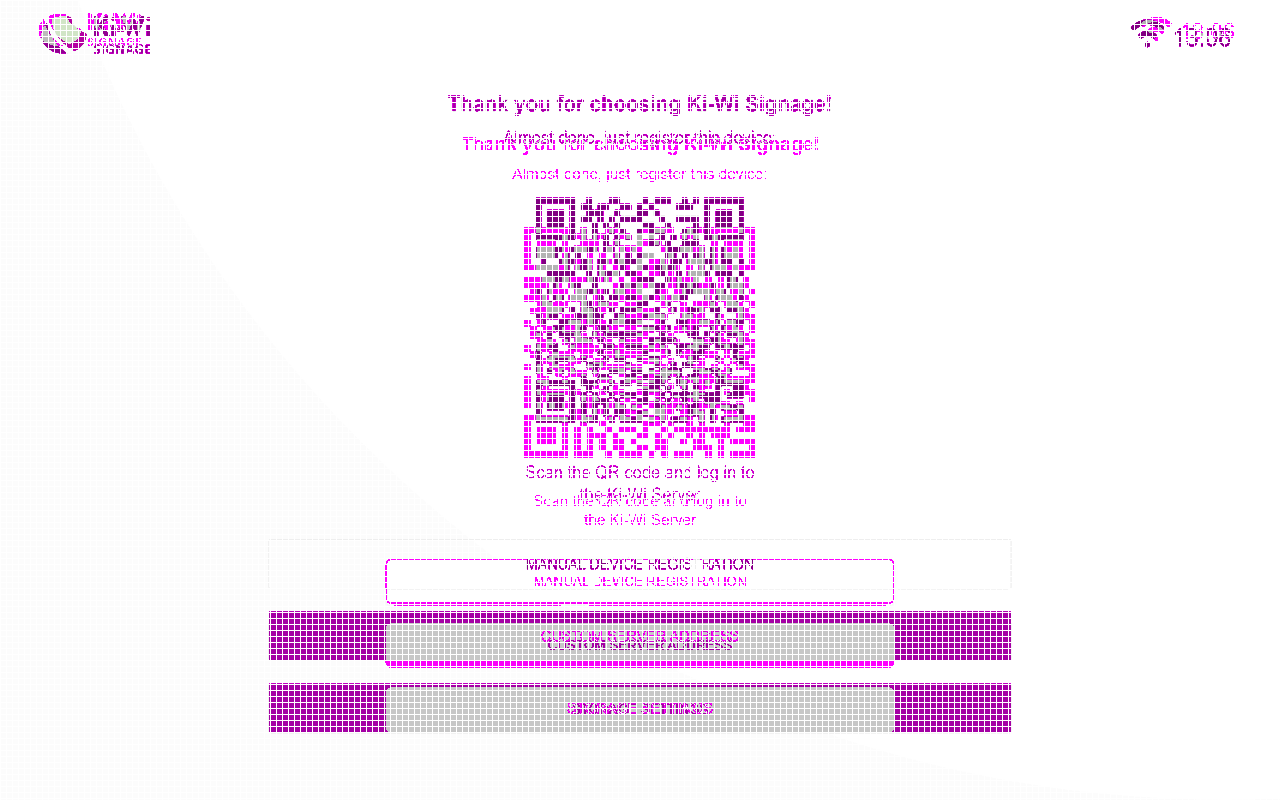 KI-WI
SIGNAGE
Thank you for choosing Ki-Wi Signage!
Almost done, just register this device:
Thank you for choosing Ki-Wi Signage!
Almost done, just register this device:
Scan the QR code and log in to
the Ki-Wi Server
Scan the QR code and log in to
the Ki-Wi Server
MANUAL DEVICE REGISTRATION
MANUAL DEVICE REGISTRATION
CUSTOM SERVER ADDRESS
CUSTOM SERVER ADDRESS
SETTINGS